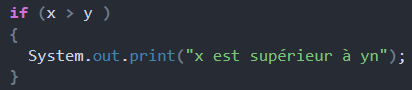 if (x > y )
{
System.out.print("x est supérieur à yn");
}